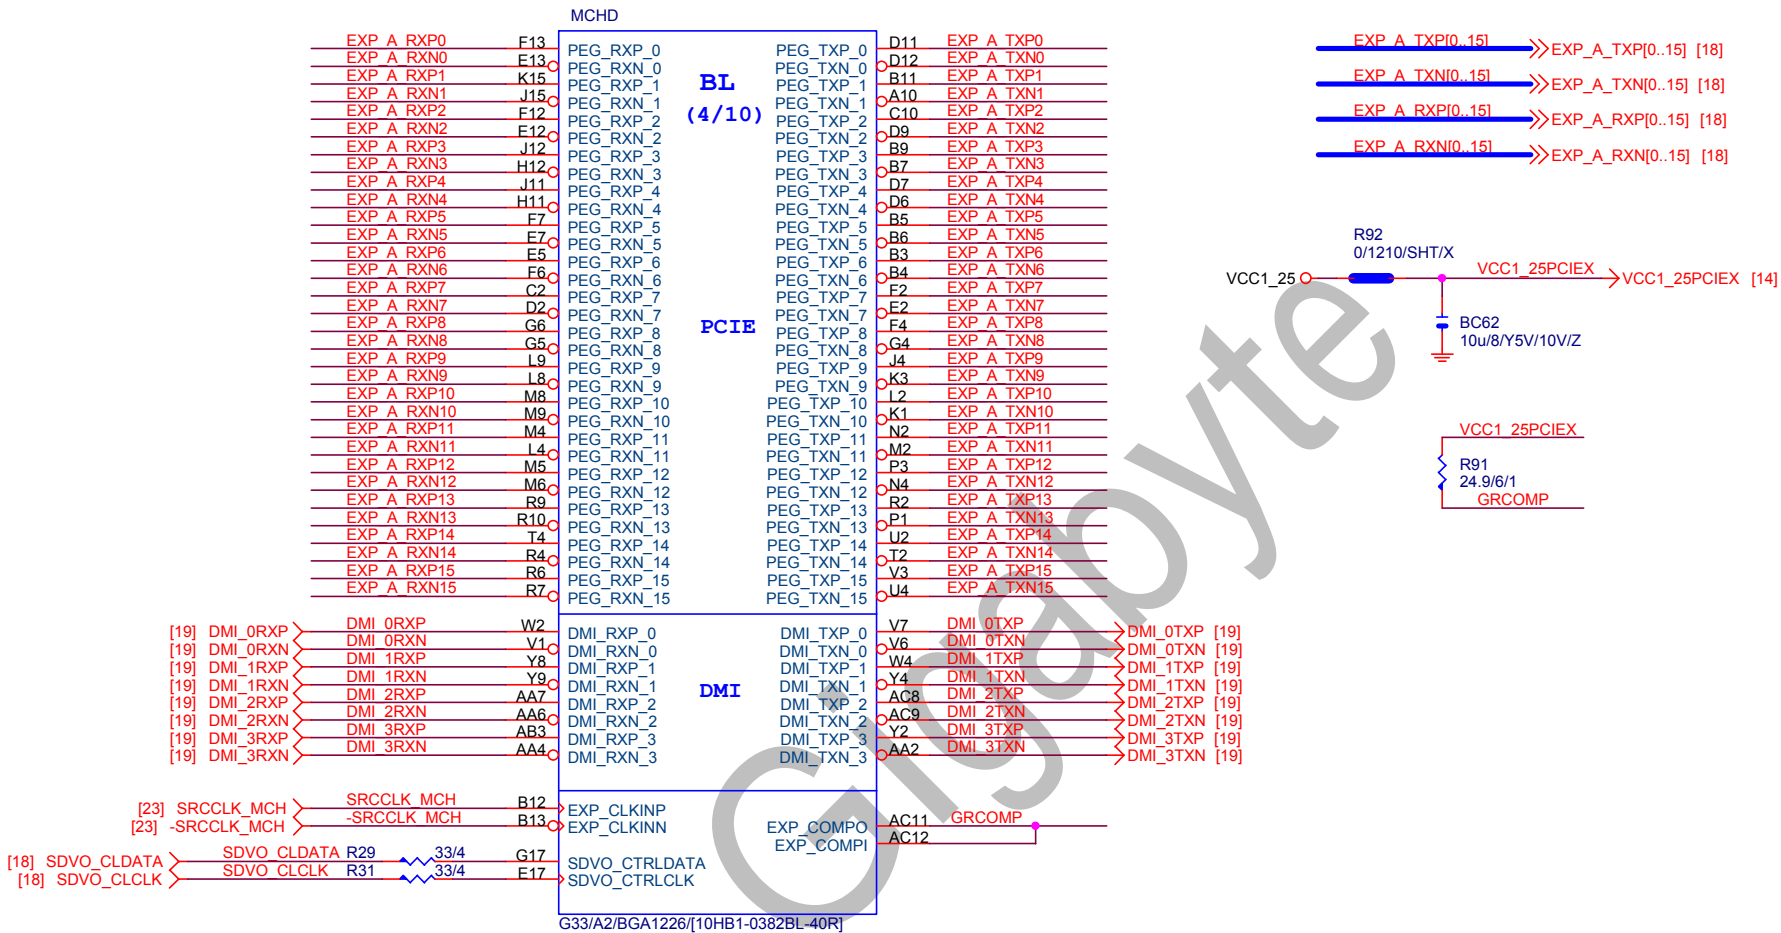 MCHD
EXP_A_RXP0 F13 PEG_RXP_0 PEG_TXP_0 D11 EXP_A_TXP0
EXP_A_RXN0 E13 PEG_RXN_0 PEG_TXN_0 D12 EXP_A_TXN0
EXP_A_RXP1 K15 PEG_RXP_1 PEG_TXP_1 B11 EXP_A_TXP1
EXP_A_RXN1 J15 PEG_RXN_1 PEG_TXN_1 A10 EXP_A_TXN1
EXP_A_RXP2 F12 PEG_RXP_2 PEG_TXP_2 C10 EXP_A_TXP2
EXP_A_RXN2 E12 PEG_RXN_2 PEG_TXN_2 D9 EXP_A_TXN2
EXP_A_RXP3 J12 PEG_RXP_3 PEG_TXP_3 B9 EXP_A_TXP3
EXP_A_RXN3 H12 PEG_RXN_3 PEG_TXN_3 B7 EXP_A_TXN3
EXP_A_RXP4 J11 PEG_RXP_4 PEG_TXP_4 D7 EXP_A_TXP4
EXP_A_RXN4 H11 PEG_RXN_4 PEG_TXN_4 D6 EXP_A_TXN4
EXP_A_RXP5 F7 PEG_RXP_5 PEG_TXP_5 B5 EXP_A_TXP5
EXP_A_RXN5 E7 PEG_RXN_5 PEG_TXN_5 B6 EXP_A_TXN5
EXP_A_RXP6 E5 PEG_RXP_6 PEG_TXP_6 B3 EXP_A_TXP6
EXP_A_RXN6 F6 PEG_RXN_6 PEG_TXN_6 B4 EXP_A_TXN6
EXP_A_RXP7 C2 PEG_RXP_7 PEG_TXP_7 F2 EXP_A_TXP7
EXP_A_RXN7 D2 PEG_RXN_7 PEG_TXN_7 E2 EXP_A_TXN7
EXP_A_RXP8 G6 PEG_RXP_8 PEG_TXP_8 F4 EXP_A_TXP8
EXP_A_RXN8 G5 PEG_RXN_8 PEG_TXN_8 G4 EXP_A_TXN8
EXP_A_RXP9 L9 PEG_RXP_9 PEG_TXP_9 J4 EXP_A_TXP9
EXP_A_RXN9 L8 PEG_RXN_9 PEG_TXN_9 K3 EXP_A_TXN9
EXP_A_RXP10 M8 PEG_RXP_10 PEG_TXP_10 L2 EXP_A_TXP10
EXP_A_RXN10 M9 PEG_RXN_10 PEG_TXN_10 K1 EXP_A_TXN10
EXP_A_RXP11 M4 PEG_RXP_11 PEG_TXP_11 N2 EXP_A_TXP11
EXP_A_RXN11 L4 PEG_RXN_11 PEG_TXN_11 M2 EXP_A_TXN11
EXP_A_RXP12 M5 PEG_RXP_12 PEG_TXP_12 P3 EXP_A_TXP12
EXP_A_RXN12 M6 PEG_RXN_12 PEG_TXN_12 N4 EXP_A_TXN12
EXP_A_RXP13 R9 PEG_RXP_13 PEG_TXP_13 R2 EXP_A_TXP13
EXP_A_RXN13 R10 PEG_RXN_13 PEG_TXN_13 P1 EXP_A_TXN13
EXP_A_RXP14 T4 PEG_RXP_14 PEG_TXP_14 U2 EXP_A_TXP14
EXP_A_RXN14 R4 PEG_RXN_14 PEG_TXN_14 T2 EXP_A_TXN14
EXP_A_RXP15 R6 PEG_RXP_15 PEG_TXP_15 V3 EXP_A_TXP15
EXP_A_RXN15 R7 PEG_RXN_15 PEG_TXN_15 U4 EXP_A_TXN15
BL
(4/10)
PCIE
[19] DMI_0RXP DMI_0RXP W2 DMI_RXP_0 DMI_TXP_0 V7 DMI_0TXP DMI_0TXP [19]
[19] DMI_0RXN DMI_0RXN V1 DMI_RXN_0 DMI_TXN_0 V6 DMI_0TXN DMI_0TXN [19]
[19] DMI_1RXP DMI_1RXP Y8 DMI_RXP_1 DMI_TXP_1 W4 DMI_1TXP DMI_1TXP [19]
[19] DMI_1RXN DMI_1RXN Y9 DMI_RXN_1 DMI_TXN_1 Y4 DMI_1TXN DMI_1TXN [19]
[19] DMI_2RXP DMI_2RXP AA7 DMI_RXP_2 DMI_TXP_2 AC8 DMI_2TXP DMI_2TXP [19]
[19] DMI_2RXN DMI_2RXN AA6 DMI_RXN_2 DMI_TXN_2 AC9 DMI_2TXN DMI_2TXN [19]
[19] DMI_3RXP DMI_3RXP AB3 DMI_RXP_3 DMI_TXP_3 Y2 DMI_3TXP DMI_3TXP [19]
[19] DMI_3RXN DMI_3RXN AA4 DMI_RXN_3 DMI_TXN_3 AA2 DMI_3TXN DMI_3TXN [19]
DMI
[23] SRCCLK_MCH SRCCLK_MCH B12 EXP_CLKINP
[23] -SRCCLK_MCH -SRCCLK_MCH B13 EXP_CLKINN EXP_COMPO AC11 GRCOMP
EXP_COMPI AC12
[18] SDVO_CLDATA SDVO_CLDATA R29 33/4 G17 SDVO_CTRLDATA
[18] SDVO_CLCLK SDVO_CLCLK R31 33/4 E17 SDVO_CTRLCLK
G33/A2/BGA1226/[10HB1-0382BL-40R]
EXP_A_TXP[0..15] EXP_A_TXP[0..15] [18]
EXP_A_TXN[0..15] EXP_A_TXN[0..15] [18]
EXP_A_RXP[0..15] EXP_A_RXP[0..15] [18]
EXP_A_RXN[0..15] EXP_A_RXN[0..15] [18]
R92
0/1210/SHT/X
VCC1_25 VCC1_25PCIEX VCC1_25PCIEX [14]
BC62
10u/8/Y5V/10V/Z
VCC1_25PCIEX
R91
24.9/6/1
GRCOMP
Gigabyte